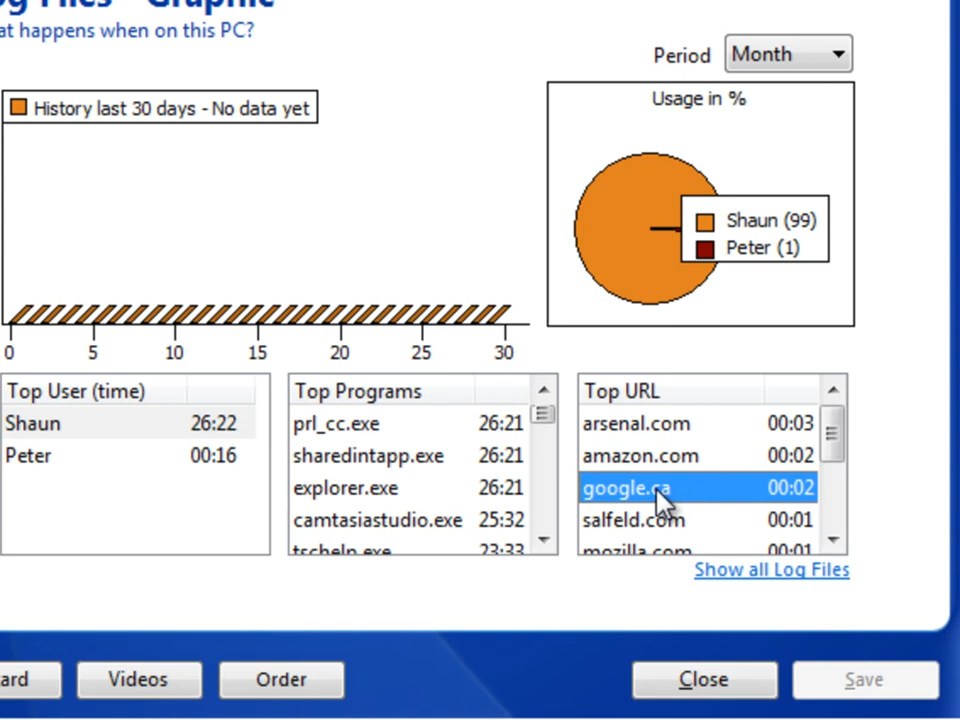 og Files - Graphic
at happens when on this PC?
Period Month
History last 30 days - No data yet
Usage in %
Shaun (99)
Peter (1)
0 5 10 15 20 25 30
Top User (time)
Shaun 26:22
Peter 00:16
Top Programs
prl_cc.exe 26:21
sharedintapp.exe 26:21
explorer.exe 26:21
camtasiastudio.exe 25:32
tschelp.exe 23:33
Top URL
arsenal.com 00:03
amazon.com 00:02
google.ca 00:02
salfeld.com 00:01
mozilla.com 00:01
Show all Log Files
ard Videos Order Close Save